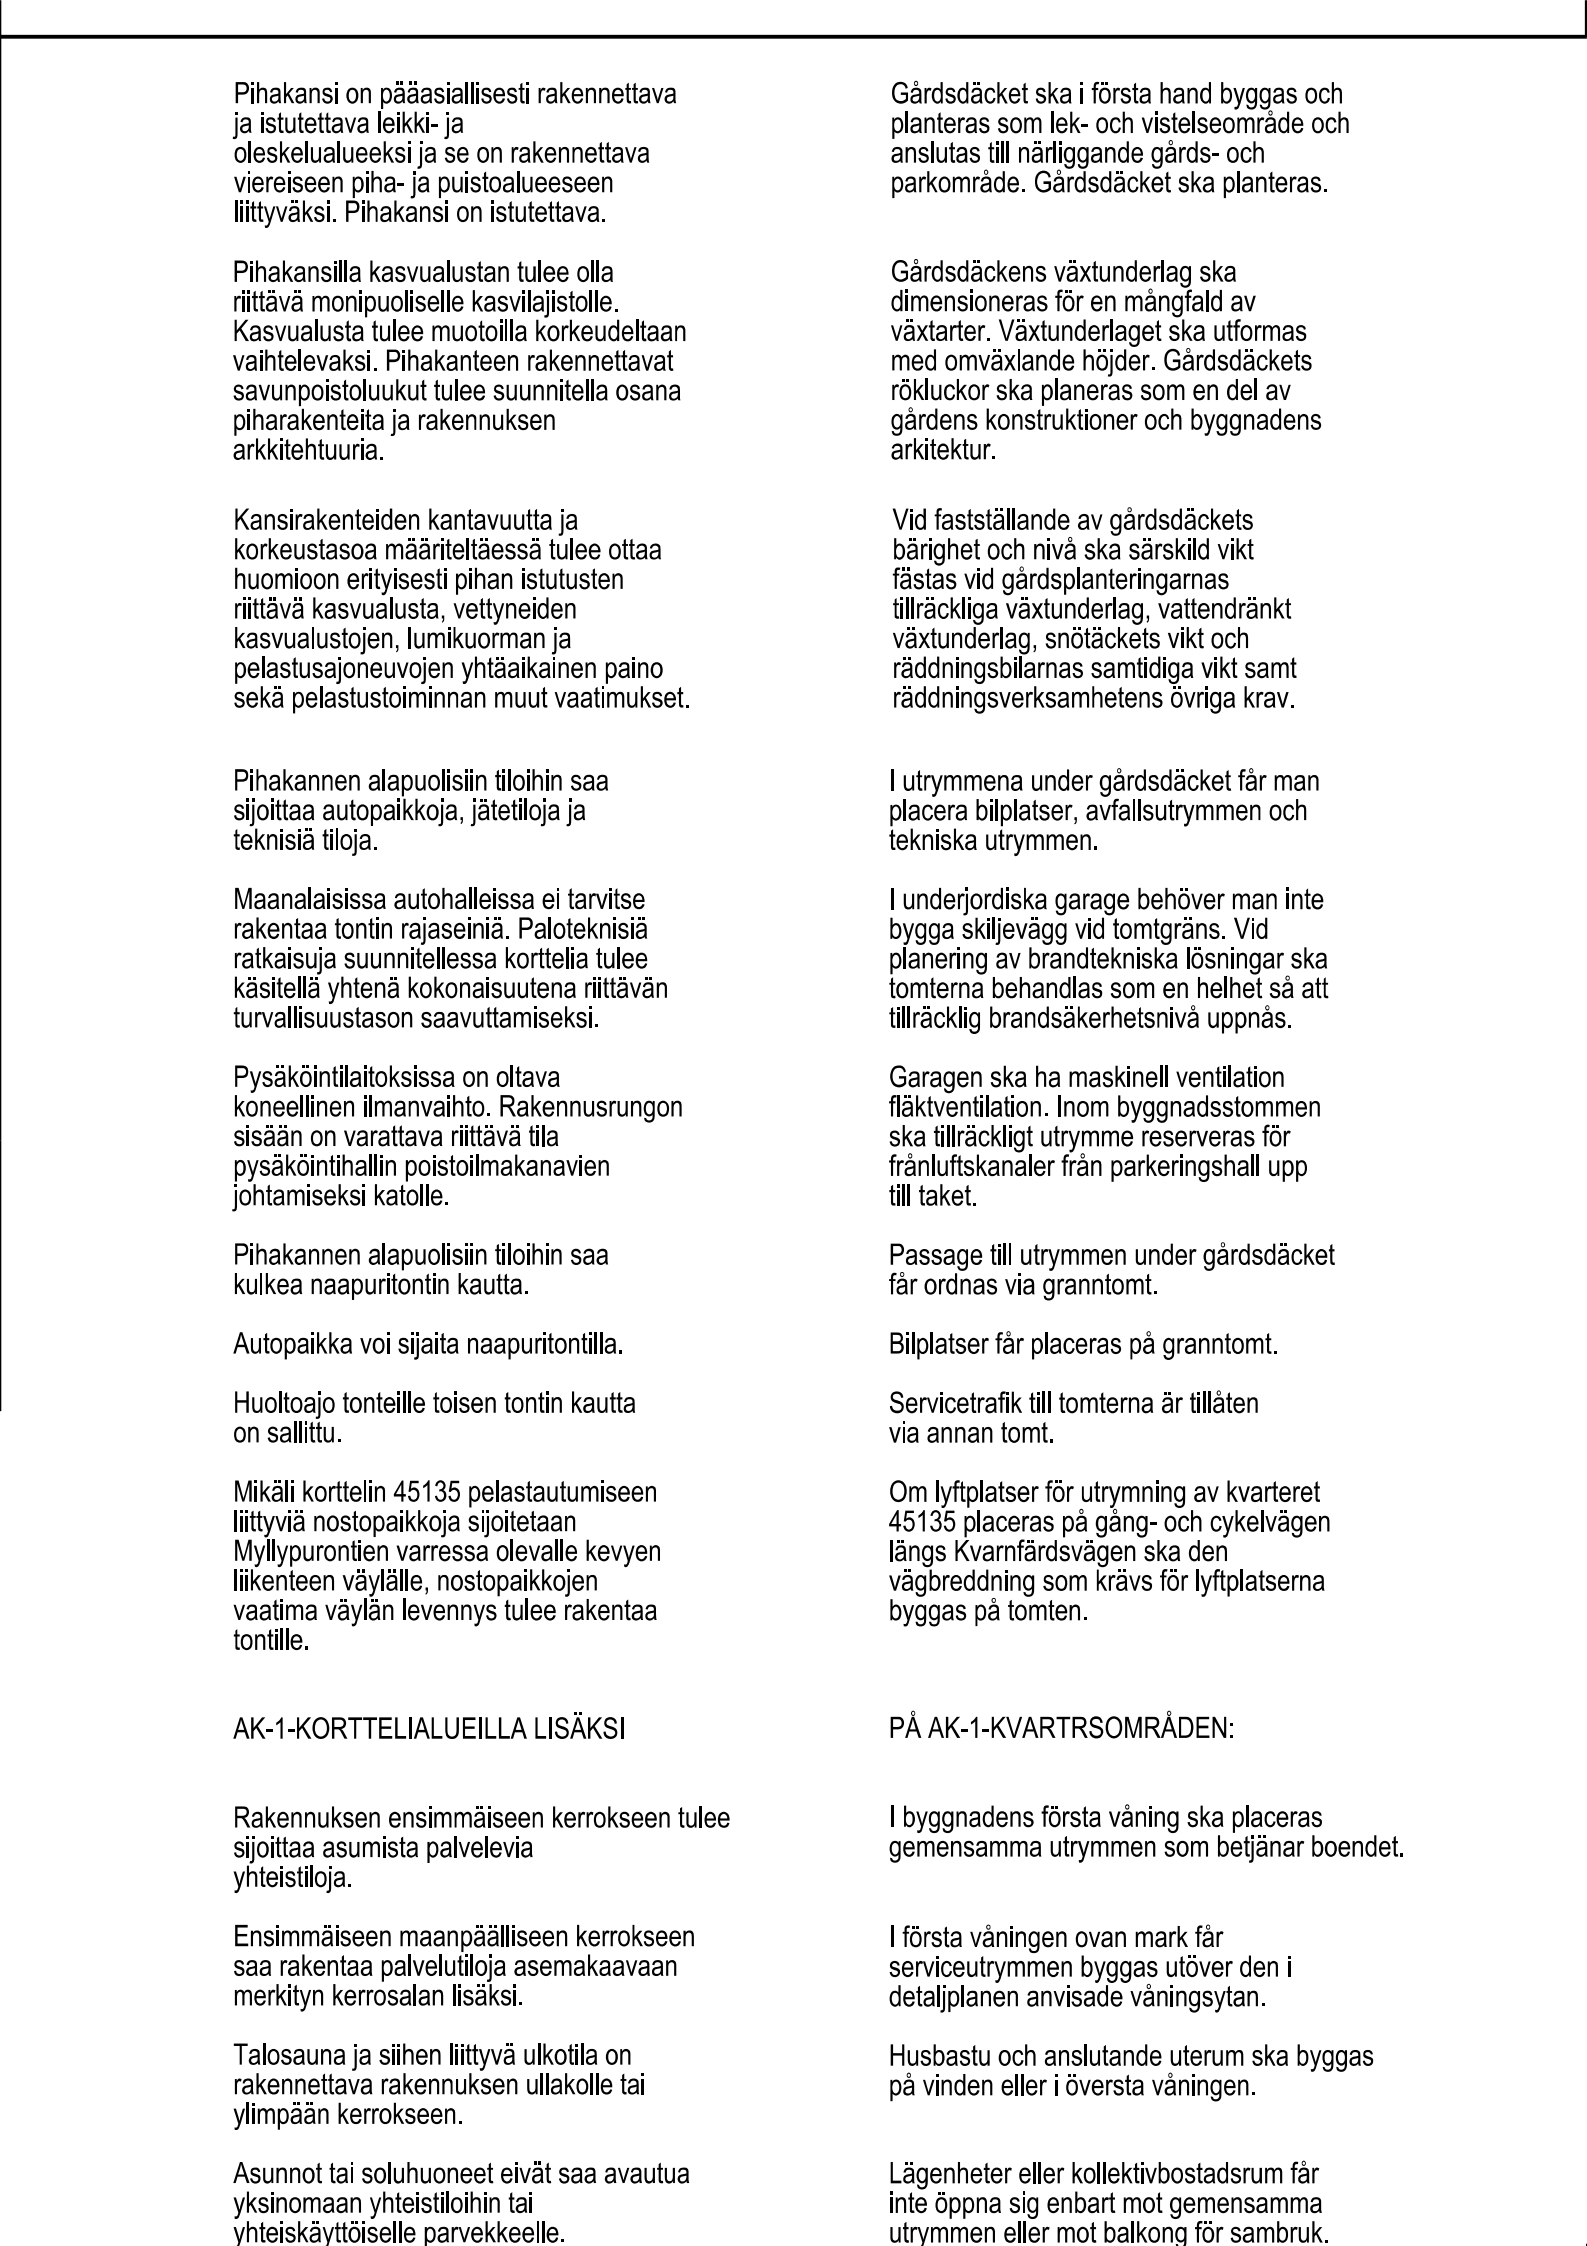 Pihakansi on pääasiallisesti rakennettava
ja istutettava leikki- ja
oleskelualueeksi ja se on rakennettava
viereiseen piha- ja puistoalueeseen
liittyväksi. Pihakansi on istutettava.
Gårdsdäcket ska i första hand byggas och
planteras som lek- och vistelseområde och
anslutas till närliggande gårds- och
parkområde. Gårdsdäcket ska planteras.
Pihakansilla kasvualustan tulee olla
riittävä monipuoliselle kasvilajistolle.
Kasvualusta tulee muotoilla korkeudeltaan
vaihtelevaksi. Pihakanteen rakennettavat
savunpoistoluukut tulee suunnitella osana
piharakenteita ja rakennuksen
arkkitehtuuria.
Gårdsdäckens växtunderlag ska
dimensioneras för en mångfald av
växtarter. Växtunderlaget ska utformas
med omväxlande höjder. Gårdsdäckets
rökluckor ska planeras som en del av
gårdens konstruktioner och byggnadens
arkitektur.
Kansirakenteiden kantavuutta ja
korkeustasoa määriteltäessä tulee ottaa
huomioon erityisesti pihan istutusten
riittävä kasvualusta, vettyneiden
kasvualustojen, lumikuorman ja
pelastusajoneuvojen yhtäaikainen paino
sekä pelastustoiminnan muut vaatimukset.
Vid fastställande av gårdsdäckets
bärighet och nivå ska särskild vikt
fästas vid gårdsplanteringarnas
tillräckliga växtunderlag, vattendränkt
växtunderlag, snötäckets vikt och
räddningsbilarnas samtidiga vikt samt
räddningsverksamhetens övriga krav.
Pihakannen alapuolisiin tiloihin saa
sijoittaa autopaikkoja, jätetiloja ja
teknisiä tiloja.
I utrymmena under gårdsdäcket får man
placera bilplatser, avfallsutrymmen och
tekniska utrymmen.
Maanalaisissa autohalleissa ei tarvitse
rakentaa tontin rajaseiniä. Paloteknisiä
ratkaisuja suunnitellessa korttelia tulee
käsitellä yhtenä kokonaisuutena riittävän
turvallisuustason saavuttamiseksi.
I underjordiska garage behöver man inte
bygga skiljevägg vid tomtgräns. Vid
planering av brandtekniska lösningar ska
tomterna behandlas som en helhet så att
tillräcklig brandsäkerhetsnivå uppnås.
Pysäköintilaitoksissa on oltava
koneellinen ilmanvaihto. Rakennusrungon
sisään on varattava riittävä tila
pysäköintihallin poistoilmakanavien
johtamiseksi katolle.
Garagen ska ha maskinell ventilation
fläktventilation. Inom byggnadsstommen
ska tillräckligt utrymme reserveras för
frånluftskanaler från parkeringshall upp
till taket.
Pihakannen alapuolisiin tiloihin saa
kulkea naapuritontin kautta.
Passage till utrymmen under gårdsdäcket
får ordnas via granntomt.
Autopaikka voi sijaita naapuritontilla.
Bilplatser får placeras på granntomt.
Huoltoajo tonteille toisen tontin kautta
on sallittu.
Servicetrafik till tomterna är tillåten
via annan tomt.
Mikäli korttelin 45135 pelastautumiseen
liittyviä nostopaikkoja sijoitetaan
Myllypurontien varressa olevalle kevyen
liikenteen väylälle, nostopaikkojen
vaatima väylän levennys tulee rakentaa
tontille.
Om lyftplatser för utrymning av kvarteret
45135 placeras på gång- och cykelvägen
längs Kvarnfärdsvägen ska den
vägbreddning som krävs för lyftplatserna
byggas på tomten.
AK-1-KORTTELIALUEILLA LISÄKSI
PÅ AK-1-KVARTRSOMRÅDEN:
Rakennuksen ensimmäiseen kerrokseen tulee
sijoittaa asumista palvelevia
yhteistiloja.
I byggnadens första våning ska placeras
gemensamma utrymmen som betjänar boendet.
Ensimmäiseen maanpäälliseen kerrokseen
saa rakentaa palvelutiloja asemakaavaan
merkityn kerrosalan lisäksi.
I första våningen ovan mark får
serviceutrymmen byggas utöver den i
detaljplanen anvisade våningsytan.
Talosauna ja siihen liittyvä ulkotila on
rakennettava rakennuksen ullakolle tai
ylimpään kerrokseen.
Husbastu och anslutande uterum ska byggas
på vinden eller i översta våningen.
Asunnot tai soluhuoneet eivät saa avautua
yksinomaan yhteistiloihin tai
yhteiskäyttöiselle parvekkeelle.
Lägenheter eller kollektivbostadsrum får
inte öppna sig enbart mot gemensamma
utrymmen eller mot balkong för sambruk.